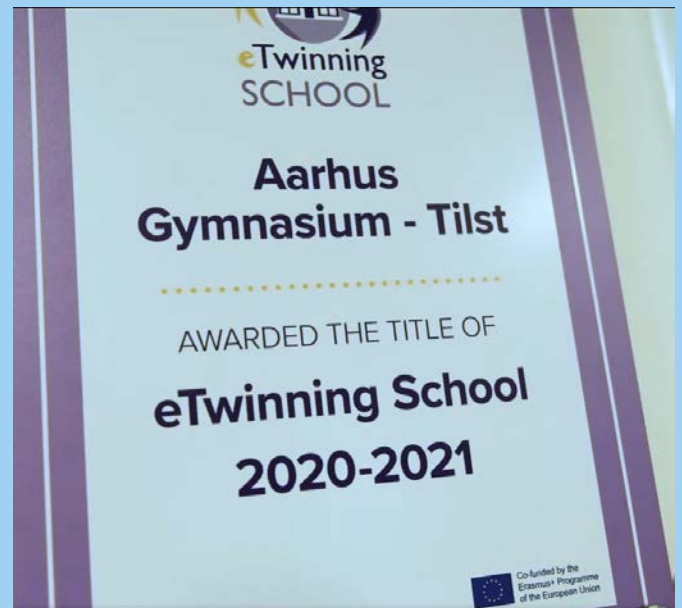 eTwinning
SCHOOL
Aarhus
Gymnasium - Tilst
AWARDED THE TITLE OF
eTwinning School
2020-2021
Co-funded by the
Erasmus+ Programme
of the European Union